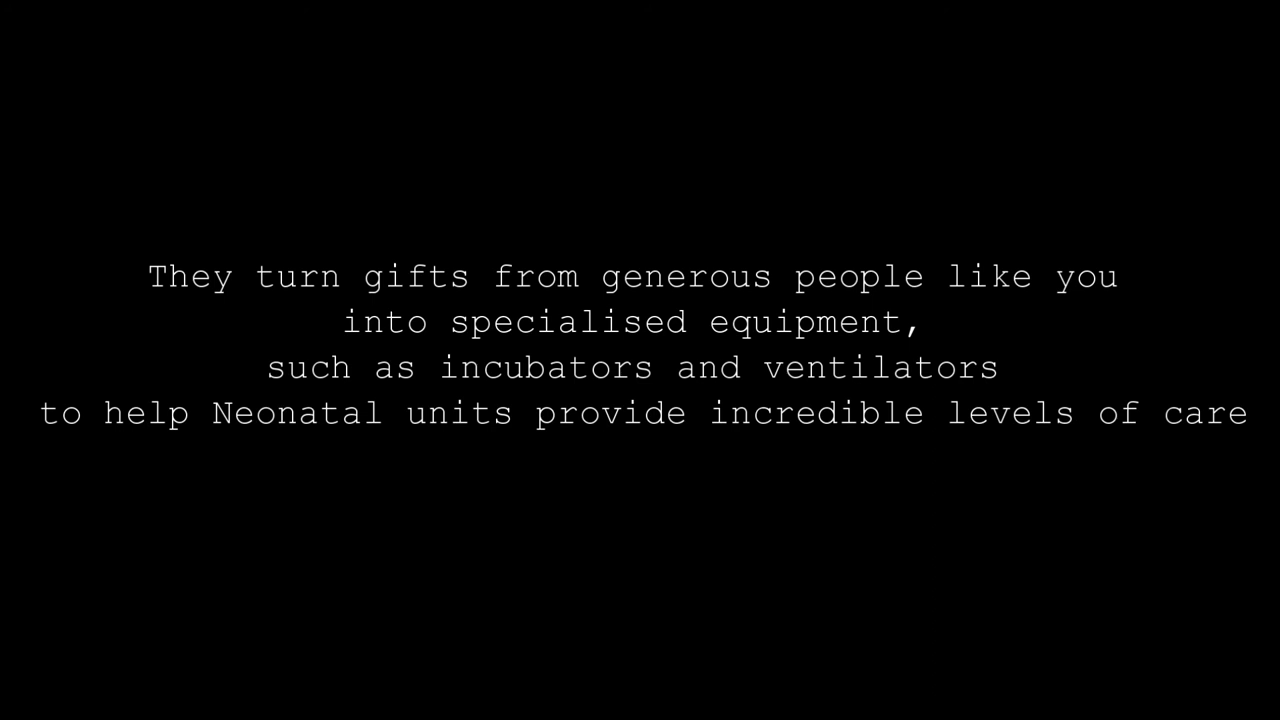 They turn gifts from generous people like you
into specialised equipment,
such as incubators and ventilators
to help Neonatal units provide incredible levels of care